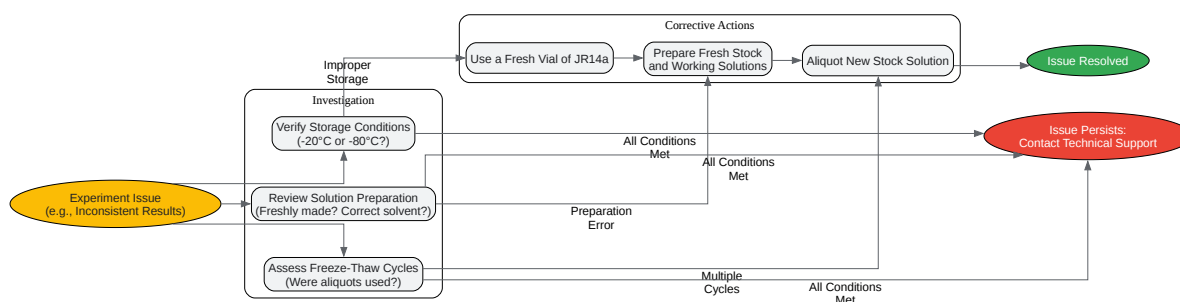 Corrective Actions
Use a Fresh Vial of JR14a
Prepare Fresh Stock
and Working Solutions
Aliquot New Stock Solution
Issue Resolved
Improper
Storage
Investigation
Verify Storage Conditions
(-20°C or -80°C?)
All Conditions
Met
All Conditions
Met
Issue Persists:
Contact Technical Support
Experiment Issue
(e.g., Inconsistent Results)
Review Solution Preparation
(Freshly made? Correct solvent?)
Preparation
Error
Assess Freeze-Thaw Cycles
(Were aliquots used?)
Multiple
Cycles
All Conditions
Met